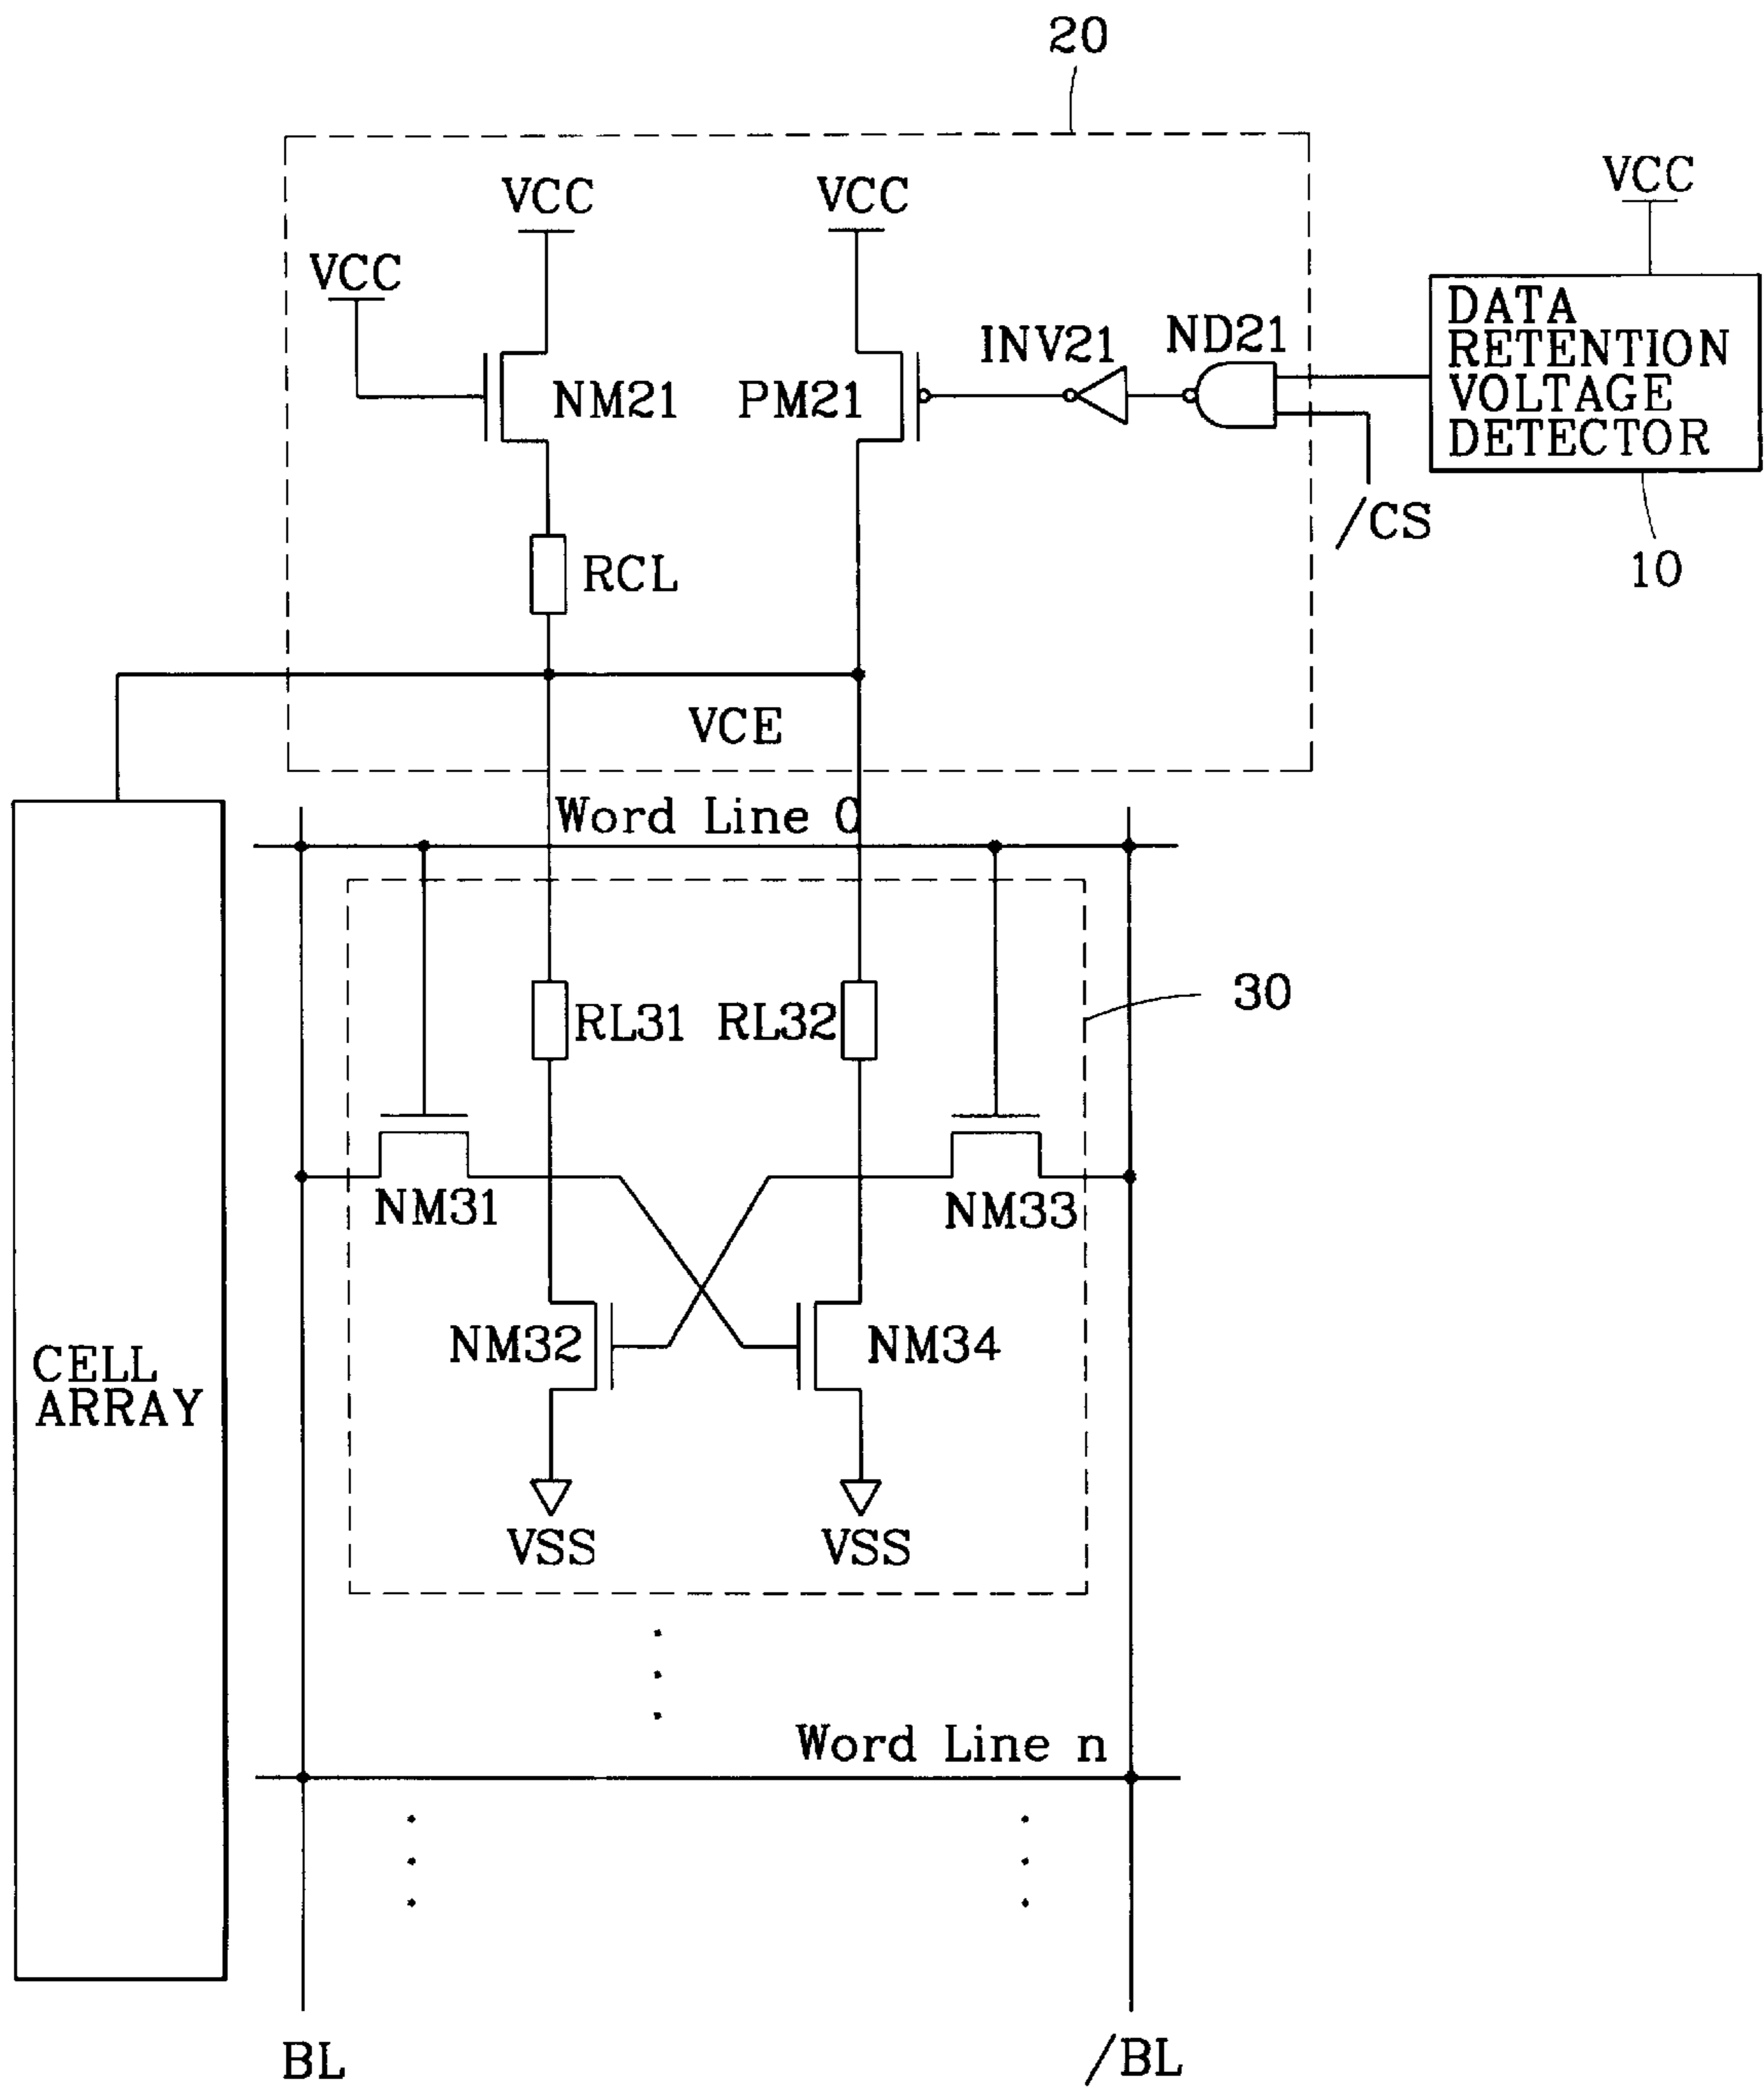 20
VCC
VCC
VCC
VCC
INV21
ND21
DATA
RETENTION
VOLTAGE
DETECTOR
NM21
PM21
/CS
10
RCL
VCE
Word Line 0
30
RL31
RL32
NM31
NM33
NM32
NM34
CELL
ARRAY
VSS
VSS
Word Line n
BL
/BL